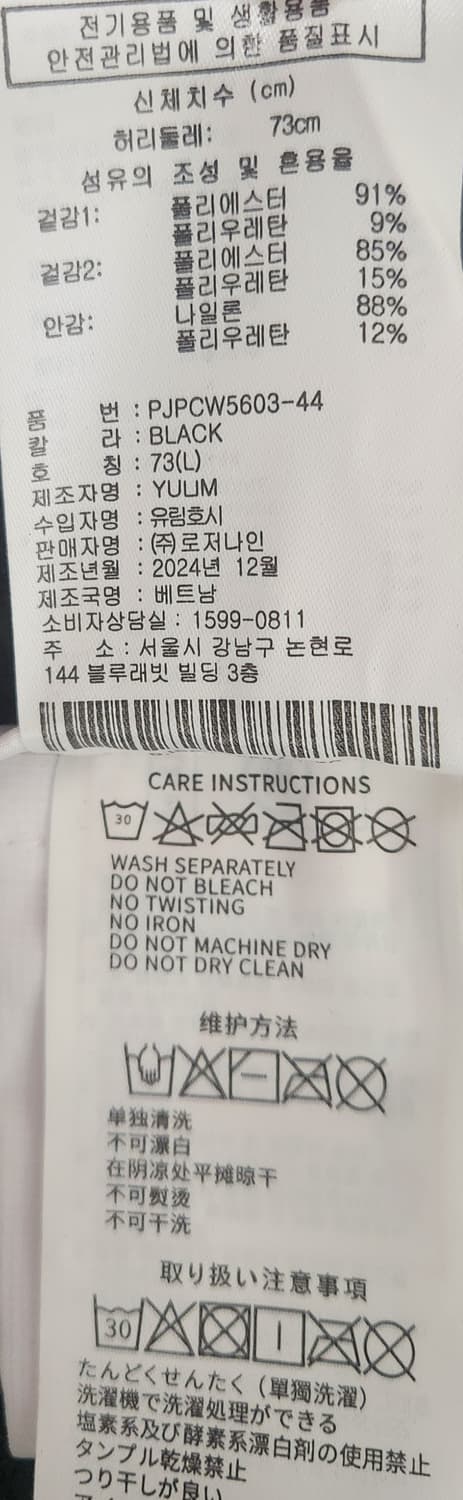 전기용품 및 생활용품
안전관리법에 의한 품질표시
신체치수 (cm)
허리둘레: 73cm
섬유의 조성 및 혼용율
겉감1: 폴리에스터 91%
폴리우레탄 9%
겉감2: 폴리에스터 85%
폴리우레탄 15%
안감: 나일론 88%
폴리우레탄 12%
품 번 : PJPCW5603-44
칼 라 : BLACK
호 칭 : 73(L)
제조자명 : YULIM
수입자명 : 유림호시
판매자명 : ㈜로저나인
제조년월 : 2024년 12월
제조국명 : 베트남
소비자상담실 : 1599-0811
주 소 : 서울시 강남구 논현로
144 블루래빗 빌딩 3층
CARE INSTRUCTIONS
30
WASH SEPARATELY
DO NOT BLEACH
NO TWISTING
NO IRON
DO NOT MACHINE DRY
DO NOT DRY CLEAN
维护方法
单独清洗
不可漂白
在阴凉处平摊晾干
不可熨烫
不可干洗
取り扱い注意事項
30
たんどくせんたく（單獨洗濯）
洗濯機で洗濯処理ができる
塩素系及び酵素系漂白剤の使用禁止
タンプル乾燥禁止
つり干しが良い